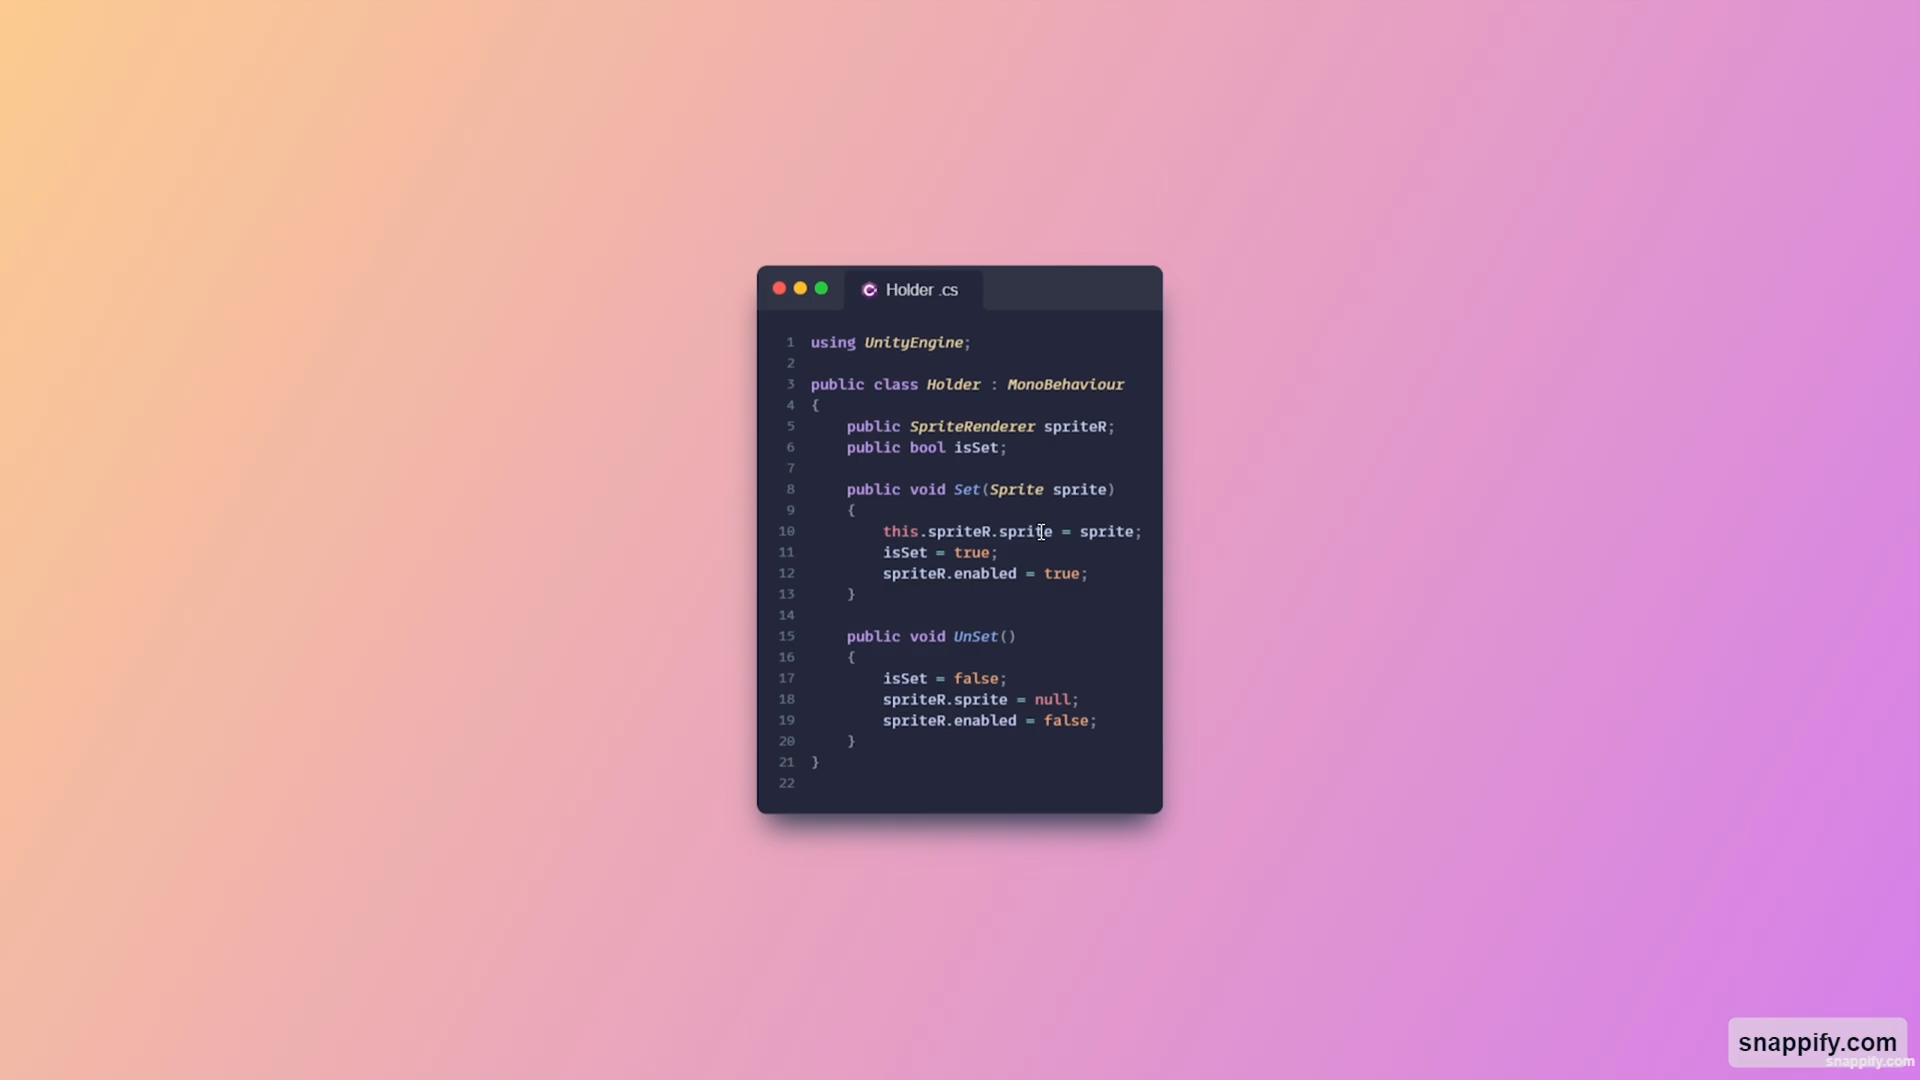 Holder .cs
1 using UnityEngine;
2
3 public class Holder : MonoBehaviour
4 {
5     public SpriteRenderer spriteR;
6     public bool isSet;
7
8     public void Set(Sprite sprite)
9     {
10         this.spriteR.sprite = sprite;
11         isSet = true;
12         spriteR.enabled = true;
13     }
14
15     public void UnSet()
16     {
17         isSet = false;
18         spriteR.sprite = null;
19         spriteR.enabled = false;
20     }
21 }
22
snappify.com
snappify.com